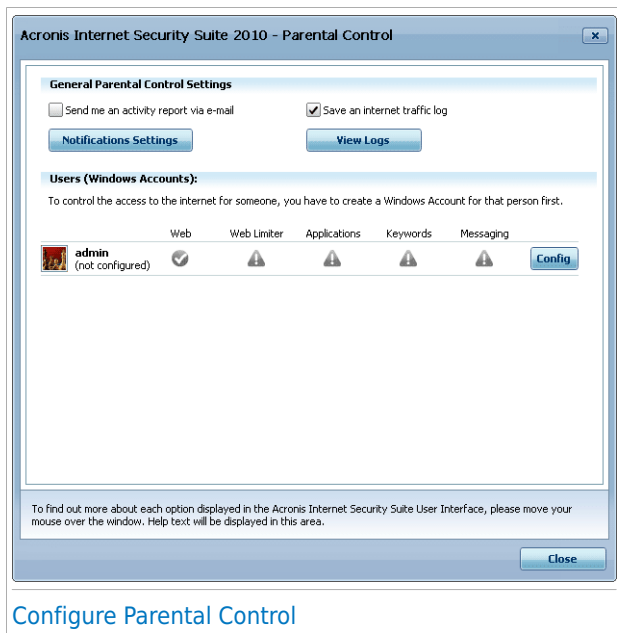 Acronis Internet Security Suite 2010 - Parental Control
General Parental Control Settings
Send me an activity report via e-mail
Save an internet traffic log
Notifications Settings
View Logs
Users (Windows Accounts):
To control the access to the internet for someone, you have to create a Windows Account for that person first.
Web Web Limiter Applications Keywords Messaging
admin
(not configured)
Config
To find out more about each option displayed in the Acronis Internet Security Suite User Interface, please move your
mouse over the window. Help text will be displayed in this area.
Close
Configure Parental Control